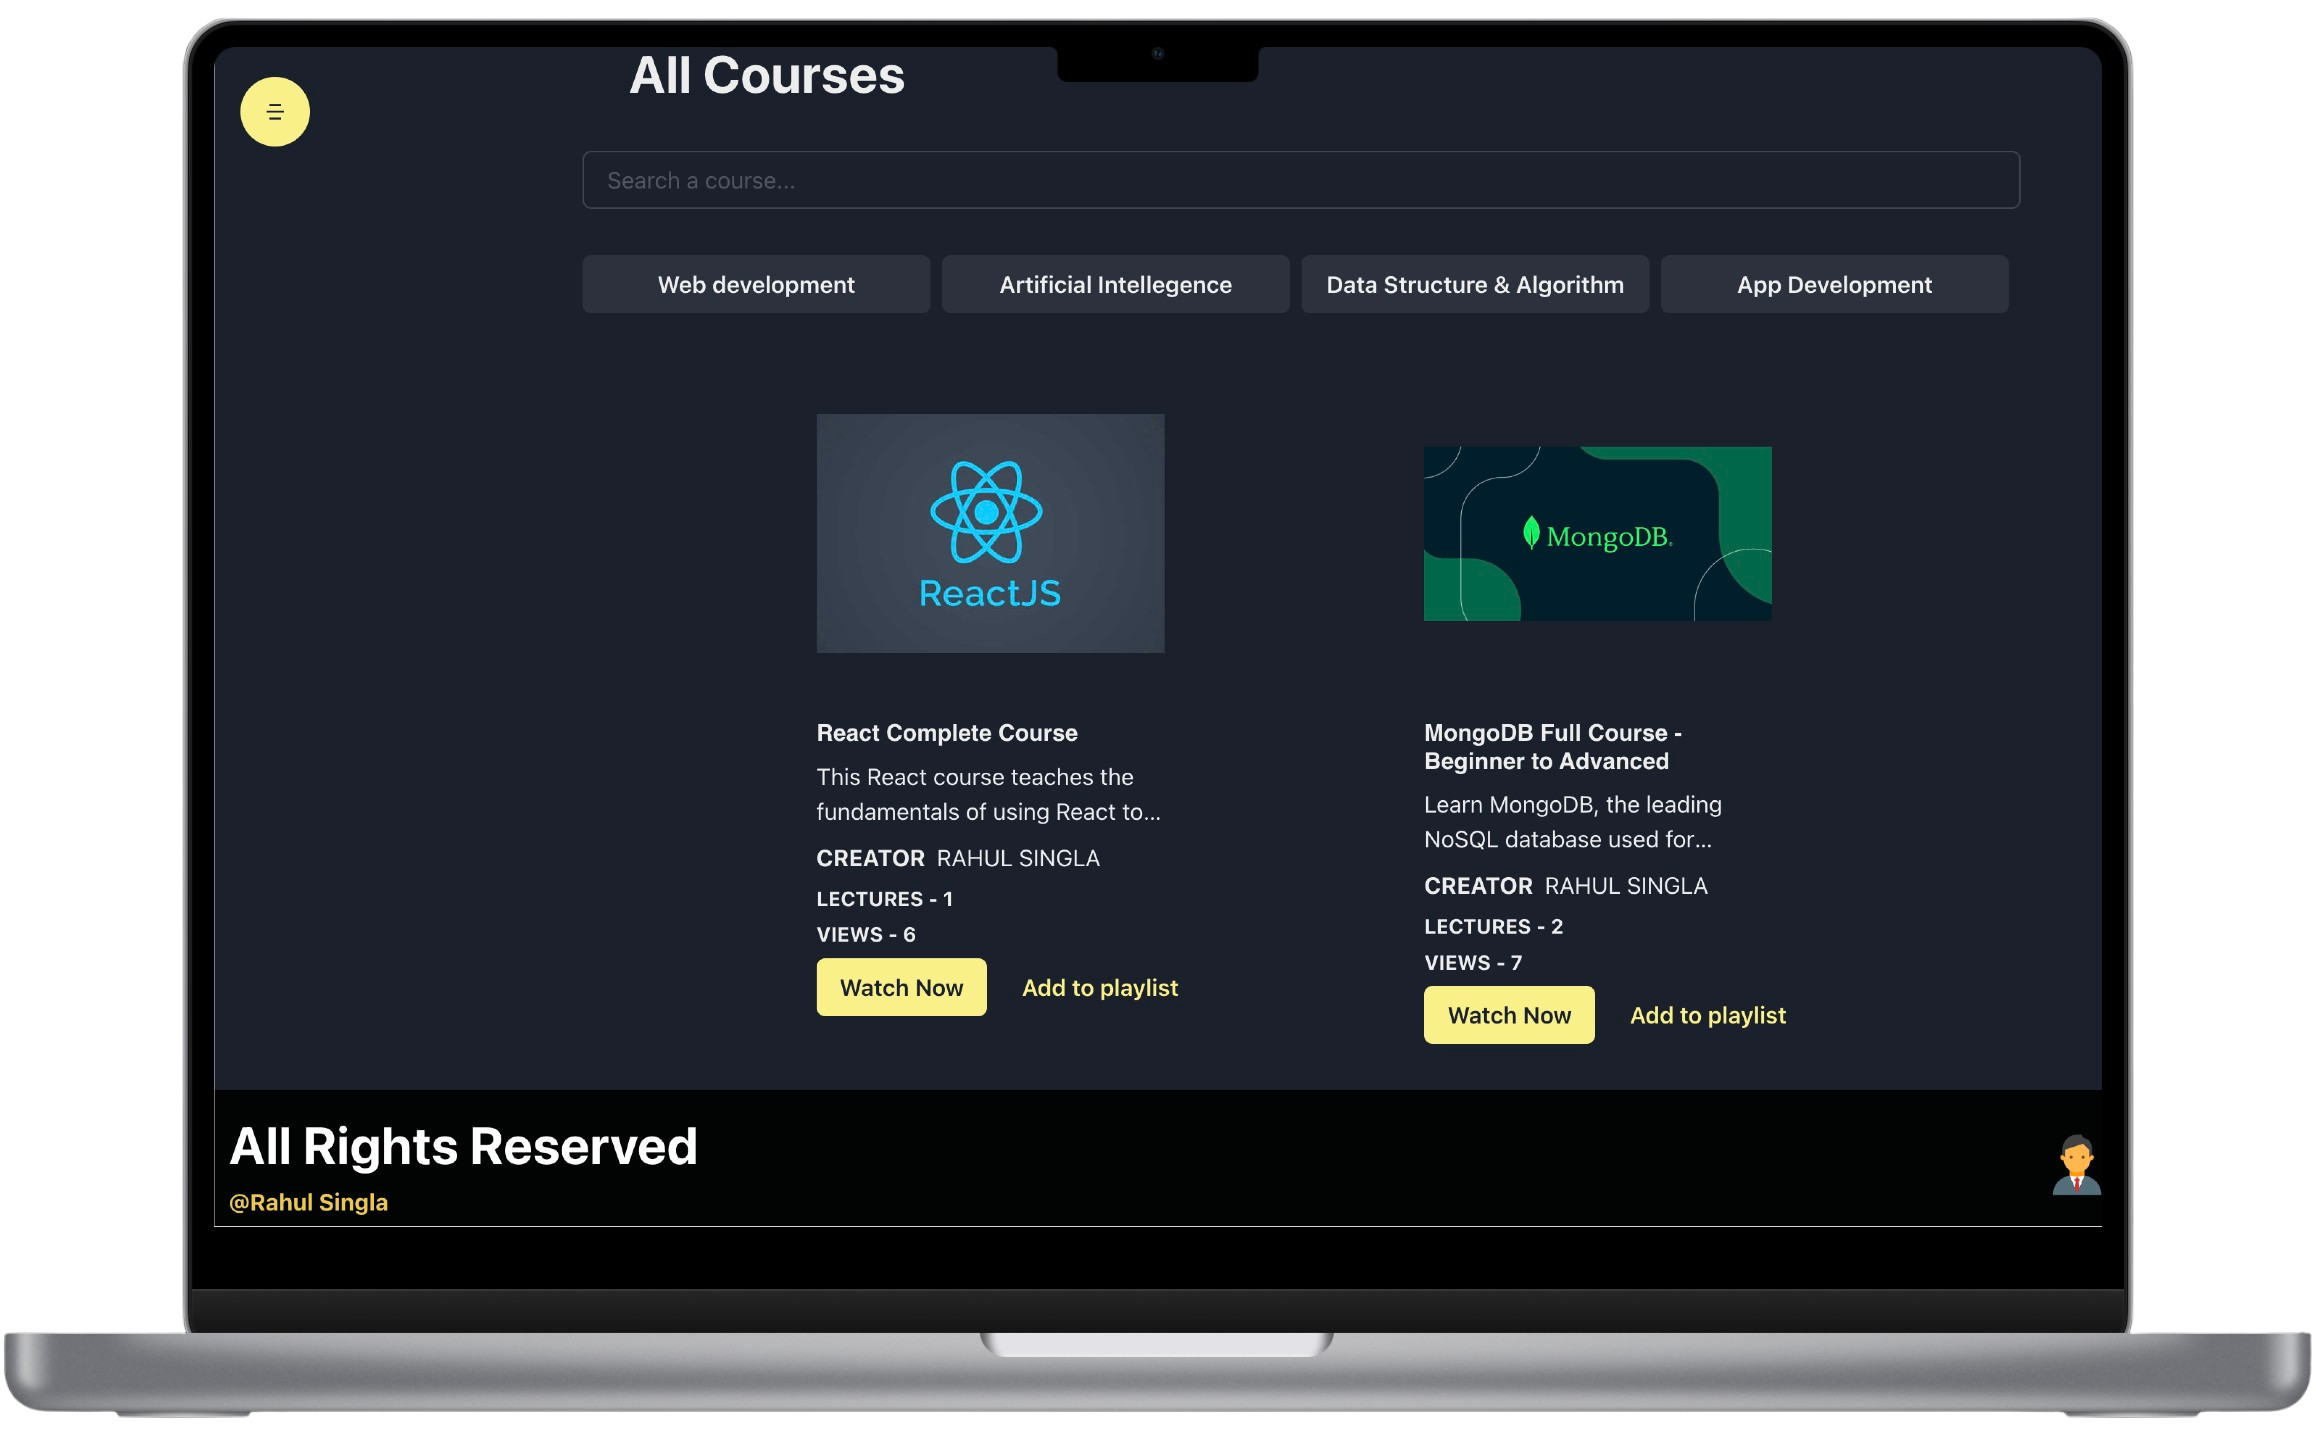 All Courses
Search a course...
Web development
Artificial Intellegence
Data Structure & Algorithm
App Development
ReactJS
MongoDB.
React Complete Course
This React course teaches the
fundamentals of using React to...
CREATOR RAHUL SINGLA
LECTURES - 1
VIEWS - 6
Watch Now
Add to playlist
MongoDB Full Course -
Beginner to Advanced
Learn MongoDB, the leading
NoSQL database used for...
CREATOR RAHUL SINGLA
LECTURES - 2
VIEWS - 7
Watch Now
Add to playlist
All Rights Reserved
@Rahul Singla